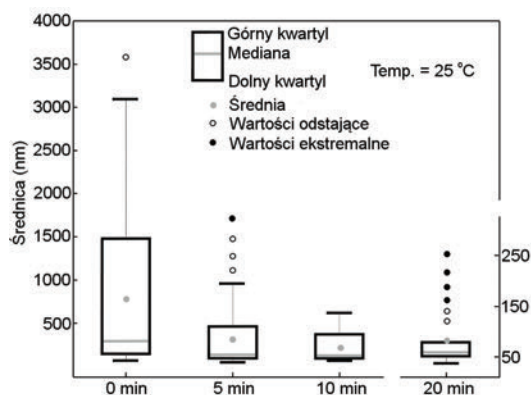 4000
3500
3000
2500
2000
1500
1000
500
Średnica (nm)
Górny kwartyl
Mediana
Dolny kwartyl
Średnia
Wartości odstające
Wartości ekstremalne
Temp. = 25 °C
250
150
50
0 min
5 min
10 min
20 min